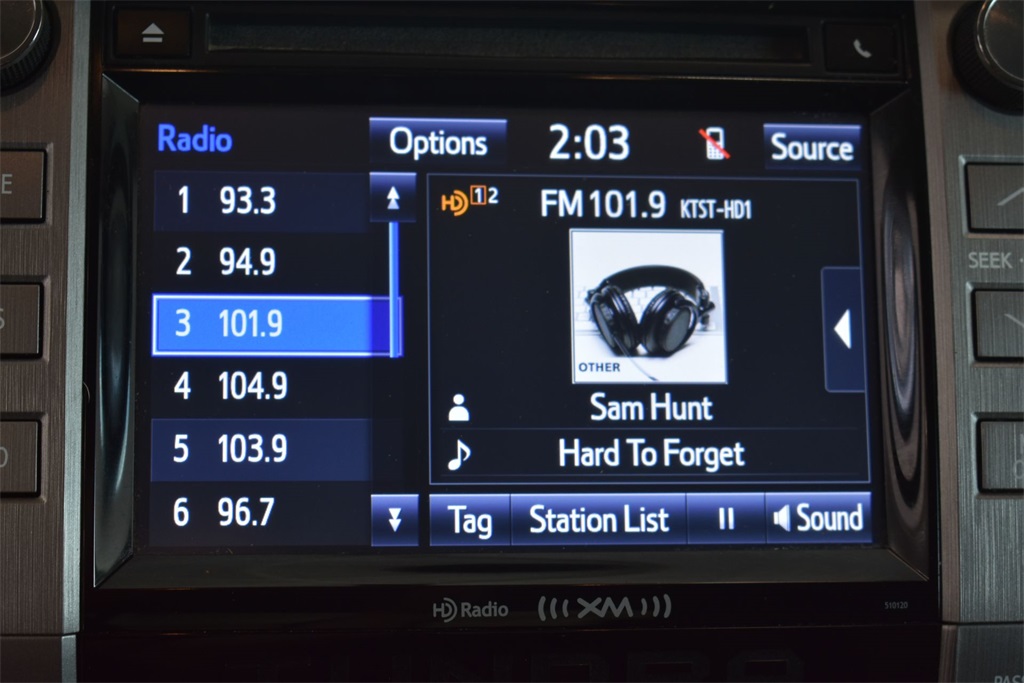 Radio
Options
2:03
Source
1 93.3
2 94.9
3 101.9
4 104.9
5 103.9
6 96.7
HD 1 2
FM 101.9 KTST-HD1
OTHER
Sam Hunt
Hard To Forget
Tag
Station List
Sound
HD Radio
XM
510120
SEEK
E
S
TUNDRA